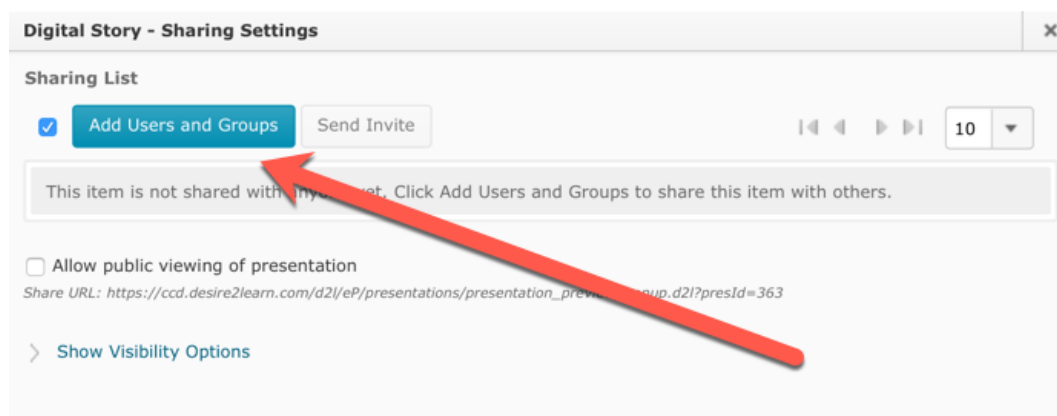 Digital Story - Sharing Settings
Sharing List
Add Users and Groups Send Invite 10
This item is not shared with yet. Click Add Users and Groups to share this item with others.
Allow public viewing of presentation
Share URL: https://ccd.desire2learn.com/d2l/eP/presentations/presentation_previ up.d2l?presId=363
Show Visibility Options